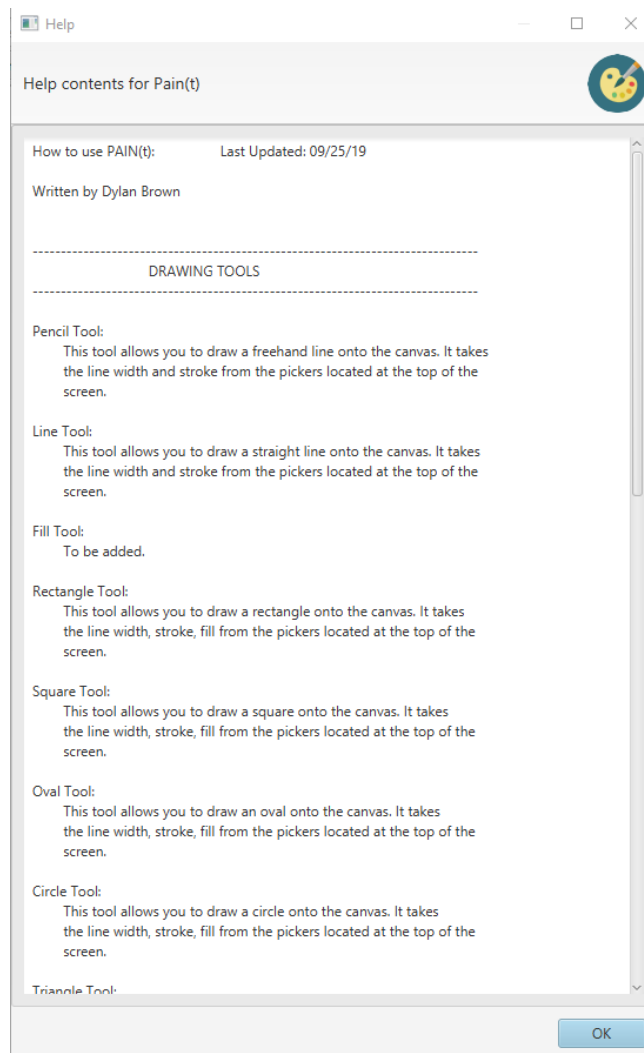 Help
Help contents for Pain(t)
How to use PAIN(t): Last Updated: 09/25/19
Written by Dylan Brown
--------------------------------------------------------------------------------
DRAWING TOOLS
--------------------------------------------------------------------------------
Pencil Tool:
This tool allows you to draw a freehand line onto the canvas. It takes
the line width and stroke from the pickers located at the top of the
screen.
Line Tool:
This tool allows you to draw a straight line onto the canvas. It takes
the line width and stroke from the pickers located at the top of the
screen.
Fill Tool:
To be added.
Rectangle Tool:
This tool allows you to draw a rectangle onto the canvas. It takes
the line width, stroke, fill from the pickers located at the top of the
screen.
Square Tool:
This tool allows you to draw a square onto the canvas. It takes
the line width, stroke, fill from the pickers located at the top of the
screen.
Oval Tool:
This tool allows you to draw an oval onto the canvas. It takes
the line width, stroke, fill from the pickers located at the top of the
screen.
Circle Tool:
This tool allows you to draw a circle onto the canvas. It takes
the line width, stroke, fill from the pickers located at the top of the
screen.
Triangle Tool:
OK